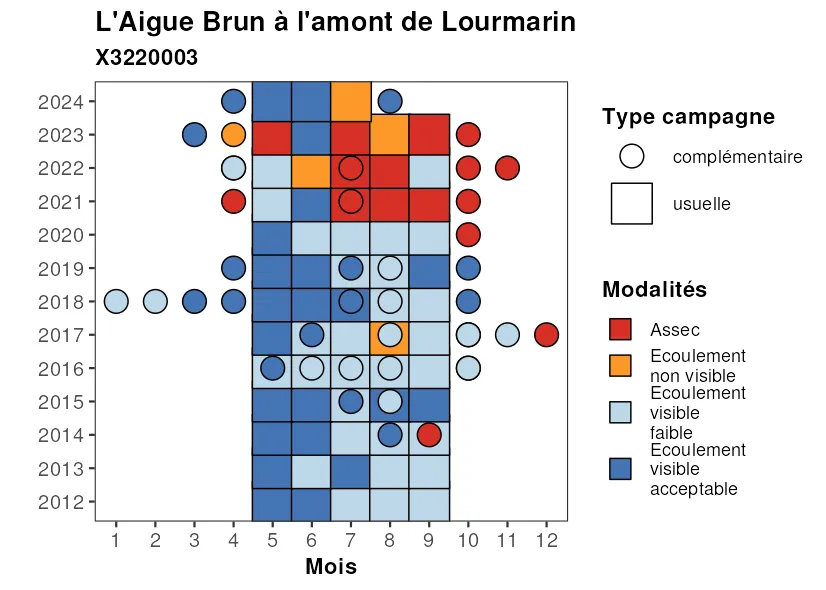 L'Aigue Brun à l'amont de Lourmarin
X3220003
2024
2023
2022
2021
2020
2019
2018
2017
2016
2015
2014
2013
2012
1 2 3 4 5 6 7 8 9 10 11 12
Mois
Type campagne
complémentaire
usuelle
Modalités
Assec
Ecoulement
non visible
Ecoulement
visible
faible
Ecoulement
visible
acceptable